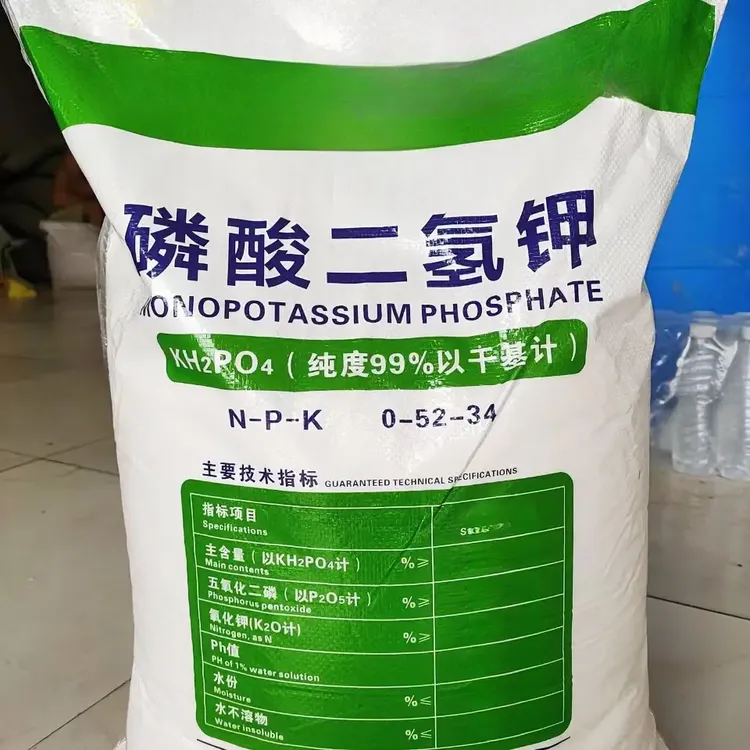 磷酸二氢钾
MONOPOTASSIUM PHOSPHATE
KH2PO4（纯度99%以干基计）
N-P-K 0-52-34
主要技术指标 GUARANTEED TECHNICAL SPECIFICATIONS
指标项目
Specifications
主含量（以KH2PO4计） %≥
Main contents
五氧化二磷（以P2O5计） %≥
Phosphorus pentoxide
氧化钾(K2O计) %≥
Nitrogen, as N
Ph值
PH of 1% water solution
水份 %≤
Moisture
水不溶物 %≤
Water insoluble